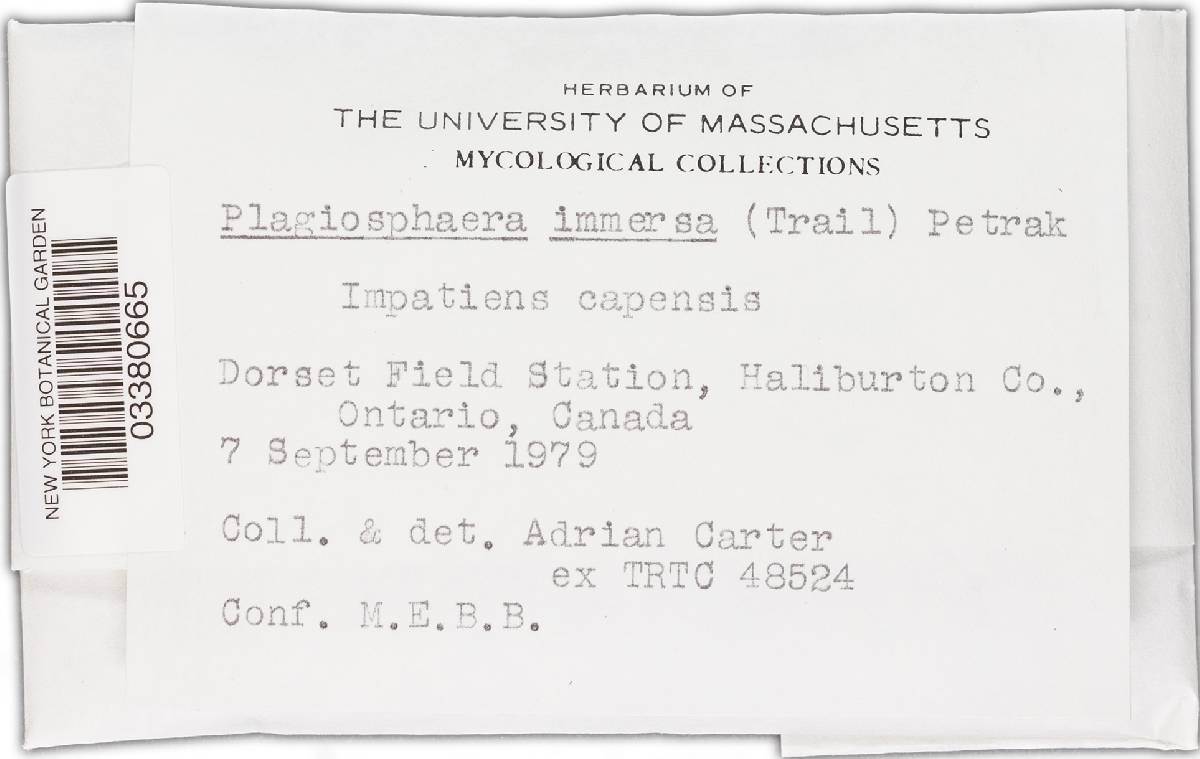 HERBARIUM OF
THE UNIVERSITY OF MASSACHUSETTS
MYCOLOGICAL COLLECTIONS
Plagiosphaera immersa (Trail) Petrak
Impatiens capensis
Dorset Field Station, Haliburton Co.,
Ontario, Canada
7 September 1979
Coll. & det. Adrian Carter
ex TRTC 48524
Conf. M.E.B.B.
NEW YORK BOTANICAL GARDEN
03380665